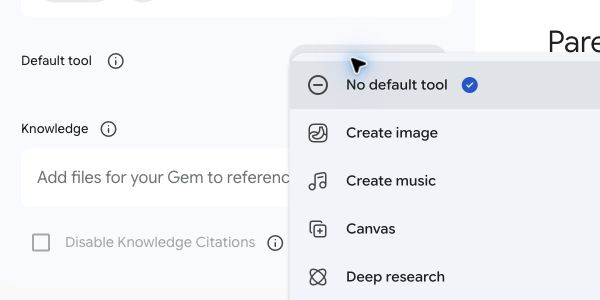 Pare
Default tool
No default tool
Knowledge
Create image
Add files for your Gem to referenc
Create music
Canvas
Disable Knowledge Citations
Deep research